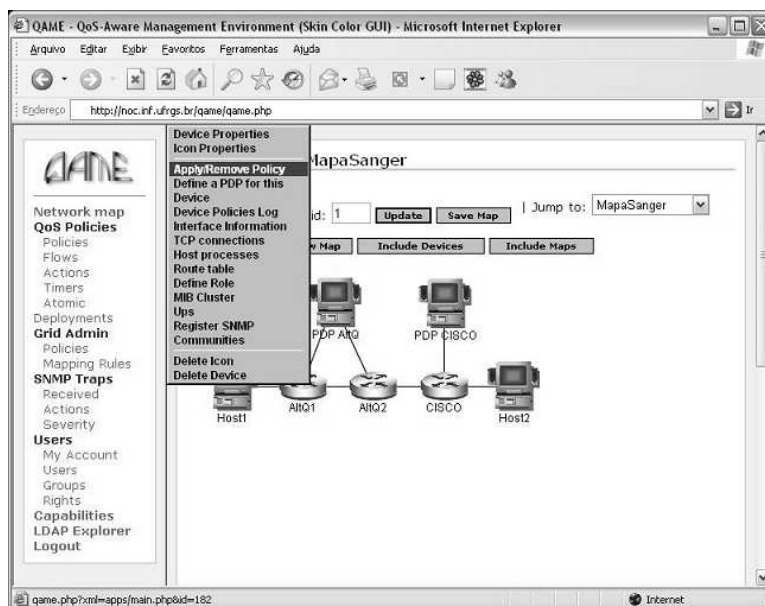 QAME - QoS-Aware Management Environment (Skin Color GUI) - Microsoft Internet Explorer
Arquivo Editar Exibir Favoritos Ferramentas Ajuda
Endereço http://noc.inf.ufrgs.br/qame/qame.php Ir
QAME
Network map
QoS Policies
Policies
Flows
Actions
Timers
Atomic
Deployments
Grid Admin
Policies
Mapping Rules
SNMP Traps
Received
Actions
Severity
Users
My Account
Users
Groups
Rights
Capabilities
LDAP Explorer
Logout
Device Properties
Icon Properties
Apply/Remove Policy
Define a PDP for this
Device
Device Policies Log
Interface Information
TCP connections
Host processes
Route table
Define Role
MIB Cluster
Ups
Register SNMP
Communities
Delete Icon
Delete Device
MapaSanger
id: 1 Update Save Map | Jump to: MapaSanger
Map Include Devices Include Maps
PDP AltQ PDP CISCO
Host1 AltQ1 AltQ2 CISCO Host2
qame.php?xml=apps/main.php&id=182 Internet